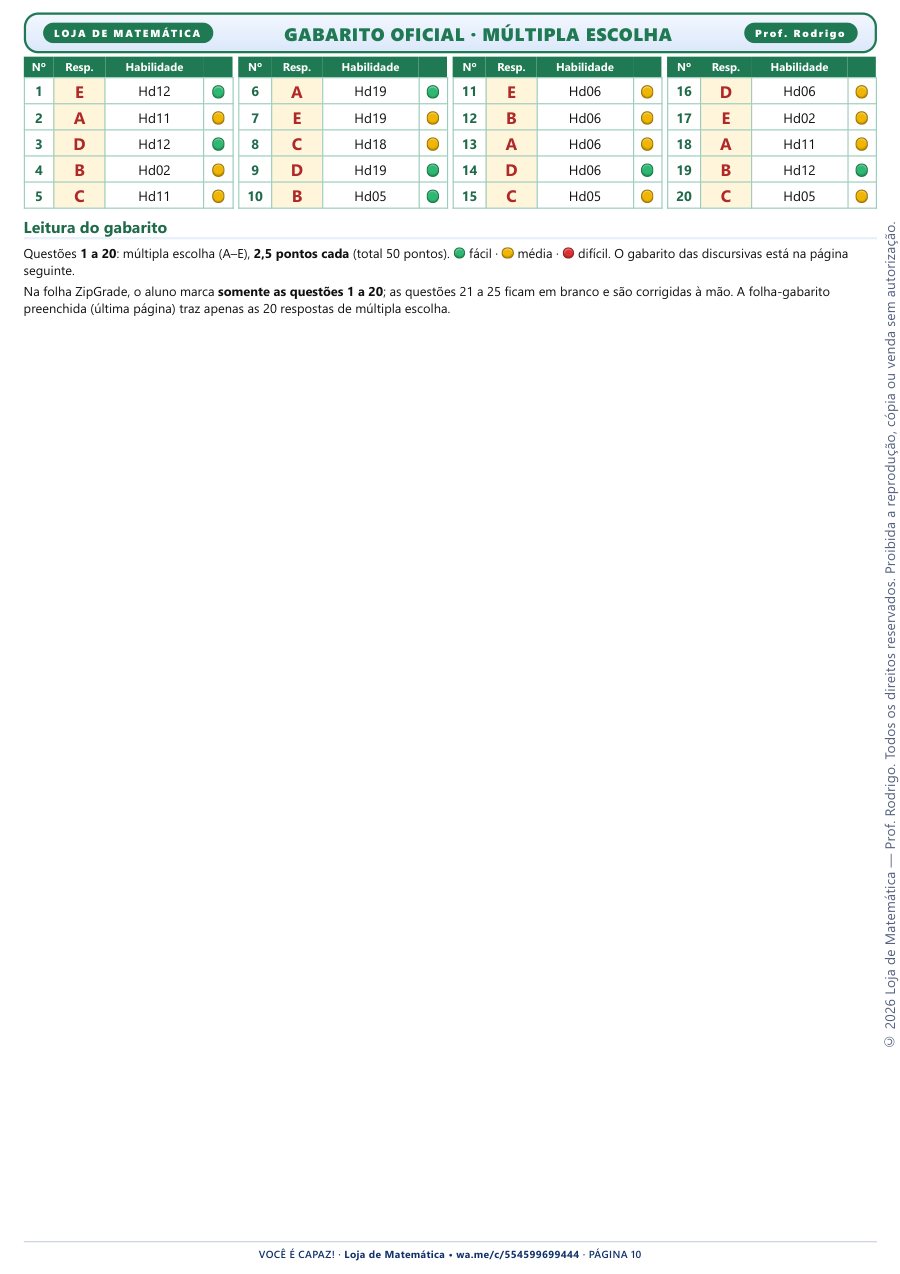 LOJA DE MATEMÁTICA
GABARITO OFICIAL · MÚLTIPLA ESCOLHA
Prof. Rodrigo
Nº Resp. Habilidade Nº Resp. Habilidade Nº Resp. Habilidade Nº Resp. Habilidade
1 E Hd12 6 A Hd19 11 E Hd06 16 D Hd06
2 A Hd11 7 E Hd19 12 B Hd06 17 E Hd02
3 D Hd12 8 C Hd18 13 A Hd06 18 A Hd11
4 B Hd02 9 D Hd19 14 D Hd06 19 B Hd12
5 C Hd11 10 B Hd05 15 C Hd05 20 C Hd05
Leitura do gabarito
Questões 1 a 20: múltipla escolha (A–E), 2,5 pontos cada (total 50 pontos). fácil · média · difícil. O gabarito das discursivas está na página
seguinte.
Na folha ZipGrade, o aluno marca somente as questões 1 a 20; as questões 21 a 25 ficam em branco e são corrigidas à mão. A folha-gabarito
preenchida (última página) traz apenas as 20 respostas de múltipla escolha.
© 2026 Loja de Matemática — Prof. Rodrigo. Todos os direitos reservados. Proibida a reprodução, cópia ou venda sem autorização.
VOCÊ É CAPAZ! · Loja de Matemática • wa.me/c/554599699444 · PÁGINA 10